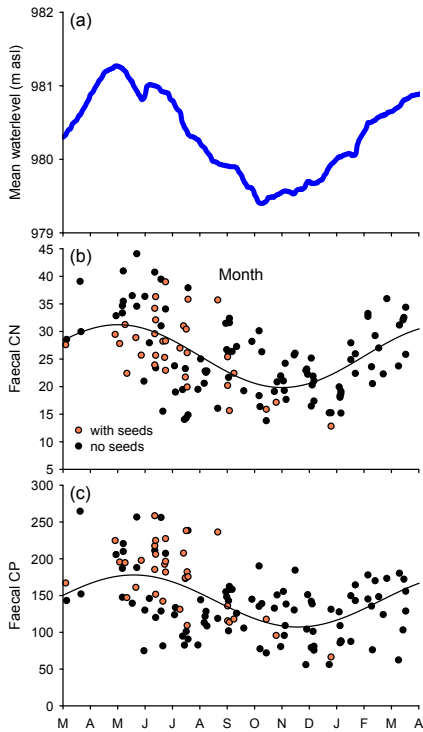 (a)
Mean waterlevel (m asl)
982
981
980
979
(b)
Month
Faecal CN
45
40
35
30
25
20
15
10
5
with seeds
no seeds
(c)
Faecal CP
300
250
200
150
100
50
0
M A M J J A S O N D J F M A